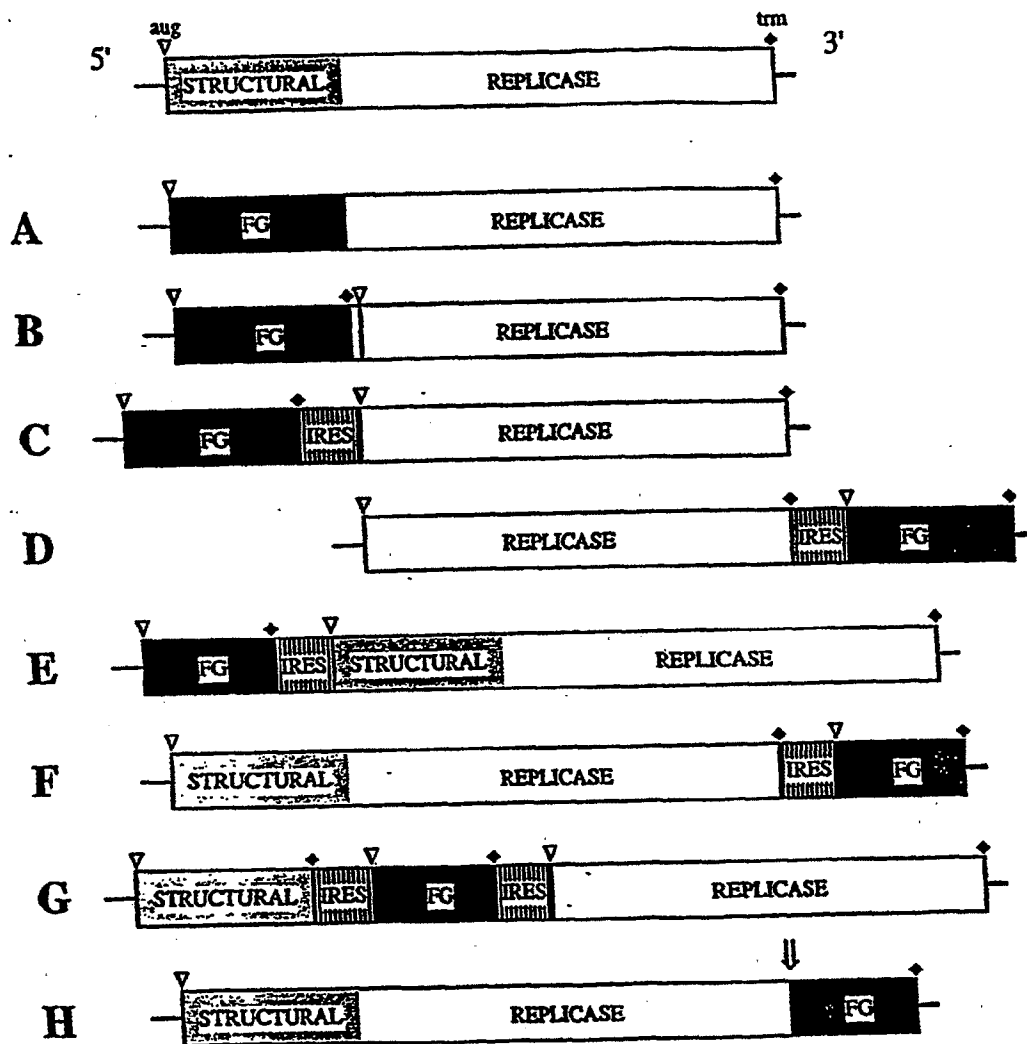 aug trm
5' 3'
STRUCTURAL REPLICASE
A FG REPLICASE
B FG REPLICASE
C FG IRES REPLICASE
D REPLICASE IRES FG
E FG IRES STRUCTURAL REPLICASE
F STRUCTURAL REPLICASE IRES FG
G STRUCTURAL IRES FG IRES REPLICASE
H STRUCTURAL REPLICASE FG